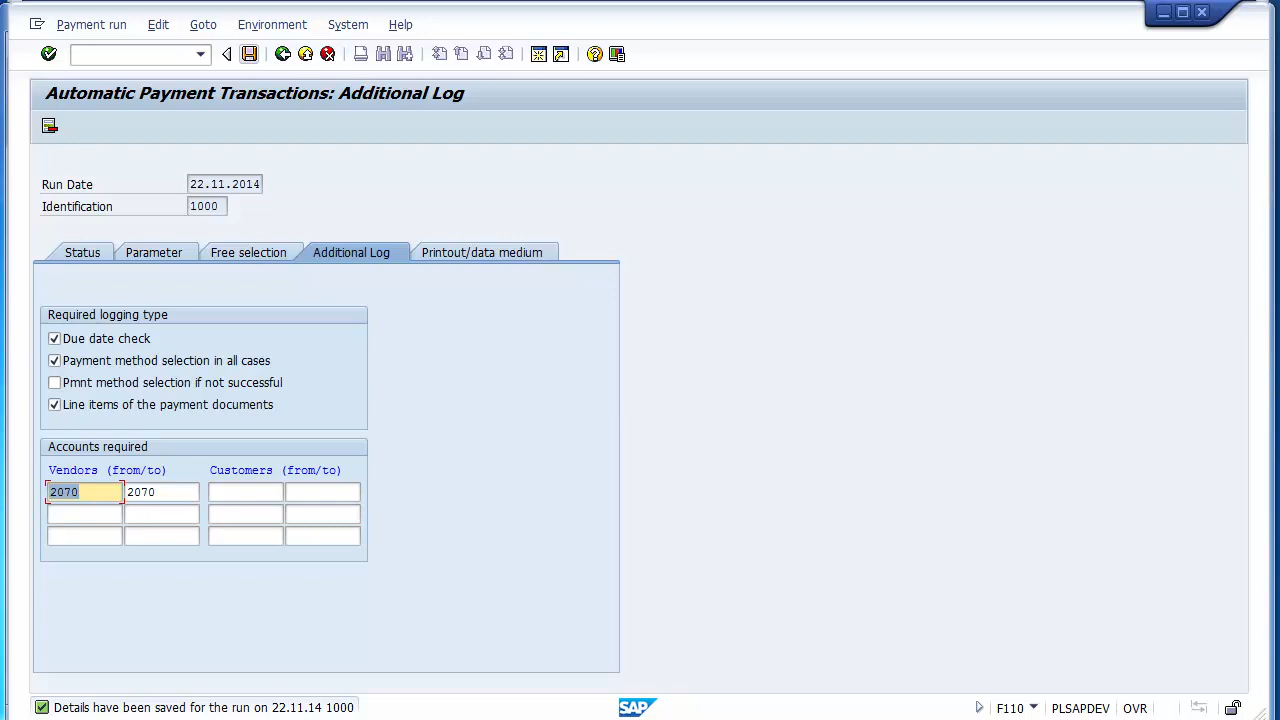 Payment run Edit Goto Environment System Help
Automatic Payment Transactions: Additional Log
Run Date 22.11.2014
Identification 1000
Status Parameter Free selection Additional Log Printout/data medium
Required logging type
Due date check
Payment method selection in all cases
Pmnt method selection if not successful
Line items of the payment documents
Accounts required
Vendors (from/to) Customers (from/to)
2070 2070
Details have been saved for the run on 22.11.14 1000
SAP
F110 PLSAPDEV OVR